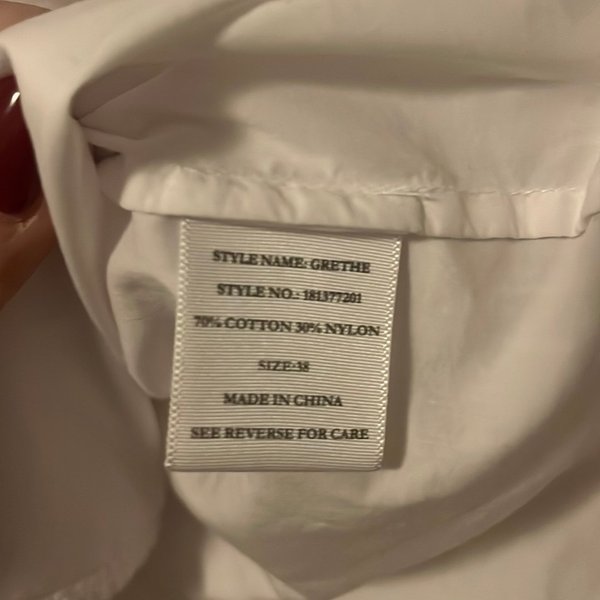 STYLE NAME: GRETHE
STYLE NO.: 181377201
70% COTTON 30% NYLON
SIZE:38
MADE IN CHINA
SEE REVERSE FOR CARE